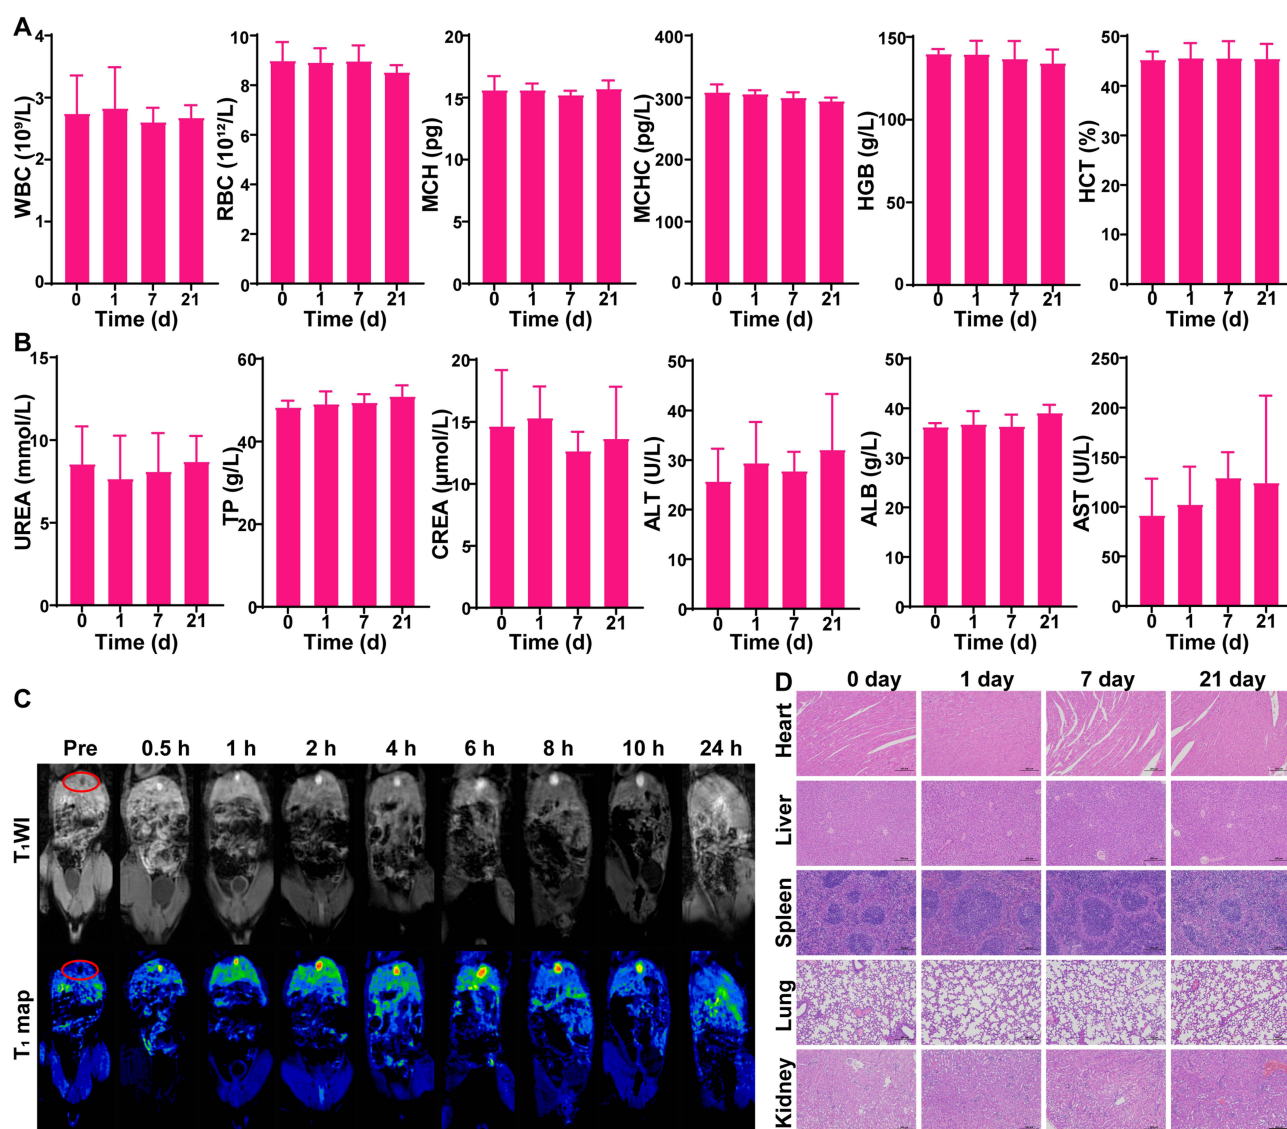 A
WBC (10⁹/L)
4
3
2
1
0
0 1 7 21
Time (d)
RBC (10¹²/L)
10
8
6
4
2
0
0 1 7 21
Time (d)
MCH (pg)
20
15
10
5
0
0 1 7 21
Time (d)
MCHC (pg/L)
400
300
200
100
0
0 1 7 21
Time (d)
HGB (g/L)
150
100
50
0
0 1 7 21
Time (d)
HCT (%)
50
40
30
20
10
0
0 1 7 21
Time (d)
B
UREA (mmol/L)
15
10
5
0
0 1 7 21
Time (d)
TP (g/L)
60
40
20
0
0 1 7 21
Time (d)
CREA (μmol/L)
20
15
10
5
0
0 1 7 21
Time (d)
ALT (U/L)
50
40
30
20
10
0
0 1 7 21
Time (d)
ALB (g/L)
50
40
30
20
10
0
0 1 7 21
Time (d)
AST (U/L)
250
200
150
100
50
0
0 1 7 21
Time (d)
C
Pre 0.5 h 1 h 2 h 4 h 6 h 8 h 10 h 24 h
T₁WI
T₁ map
D
0 day 1 day 7 day 21 day
Heart
Liver
Spleen
Lung
Kidney